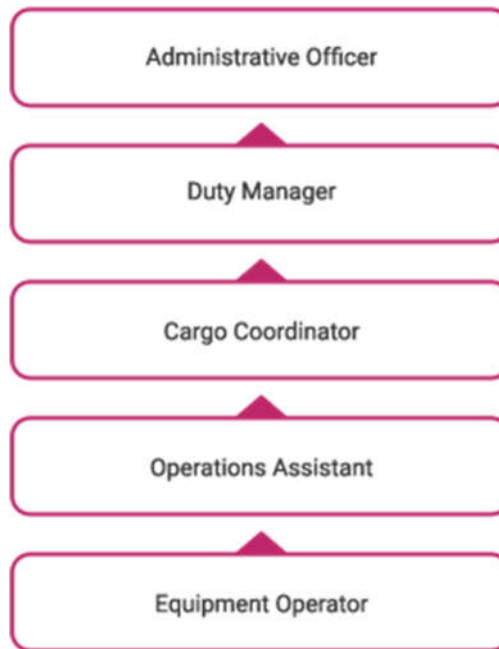 Administrative Officer
Duty Manager
Cargo Coordinator
Operations Assistant
Equipment Operator